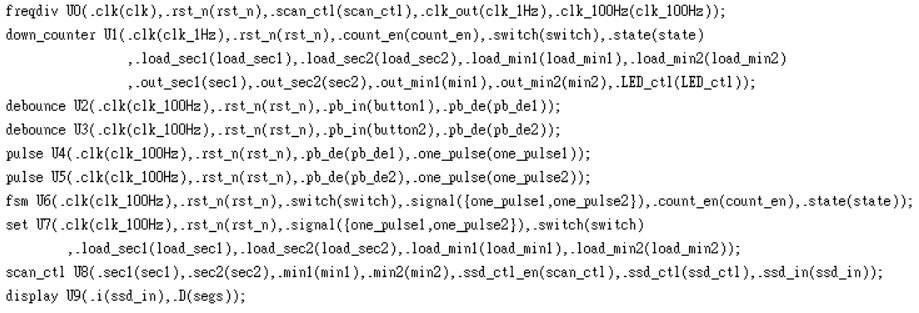 freqdiv U0(.clk(clk),.rst_n(rst_n),.scan_ctl(scan_ctl),.clk_out(clk_1Hz),.clk_100Hz(clk_100Hz));
down_counter U1(.clk(clk_1Hz),.rst_n(rst_n),.count_en(count_en),.switch(switch),.state(state)
,.load_sec1(load_sec1),.load_sec2(load_sec2),.load_min1(load_min1),.load_min2(load_min2)
,.out_sec1(sec1),.out_sec2(sec2),.out_min1(min1),.out_min2(min2),.LED_ctl(LED_ctl));
debounce U2(.clk(clk_100Hz),.rst_n(rst_n),.pb_in(button1),.pb_de(pb_de1));
debounce U3(.clk(clk_100Hz),.rst_n(rst_n),.pb_in(button2),.pb_de(pb_de2));
pulse U4(.clk(clk_100Hz),.rst_n(rst_n),.pb_de(pb_de1),.one_pulse(one_pulse1));
pulse U5(.clk(clk_100Hz),.rst_n(rst_n),.pb_de(pb_de2),.one_pulse(one_pulse2));
fsm U6(.clk(clk_100Hz),.rst_n(rst_n),.switch(switch),.signal({one_pulse1,one_pulse2}),.count_en(count_en),.state(state));
set U7(.clk(clk_100Hz),.rst_n(rst_n),.signal({one_pulse1,one_pulse2}),.switch(switch)
,.load_sec1(load_sec1),.load_sec2(load_sec2),.load_min1(load_min1),.load_min2(load_min2));
scan_ctl U8(.sec1(sec1),.sec2(sec2),.min1(min1),.min2(min2),.ssd_ctl_en(scan_ctl),.ssd_ctl(ssd_ctl),.ssd_in(ssd_in));
display U9(.i(ssd_in),.D(segs));